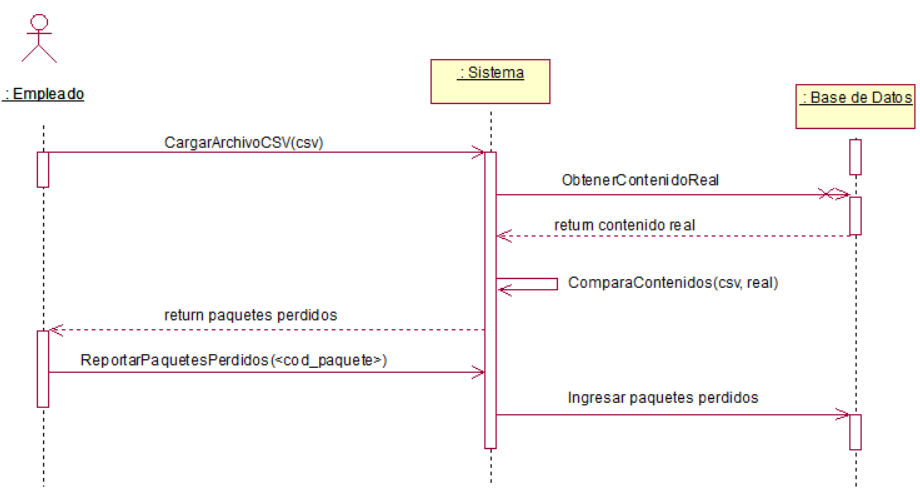 : Sistema
: Empleado
: Base de Datos
CargarArchivoCSV(csv)
ObtenerContenidoReal
return contenido real
ComparaContenidos(csv, real)
return paquetes perdidos
ReportarPaquetesPerdidos(<cod_paquete>)
Ingresar paquetes perdidos